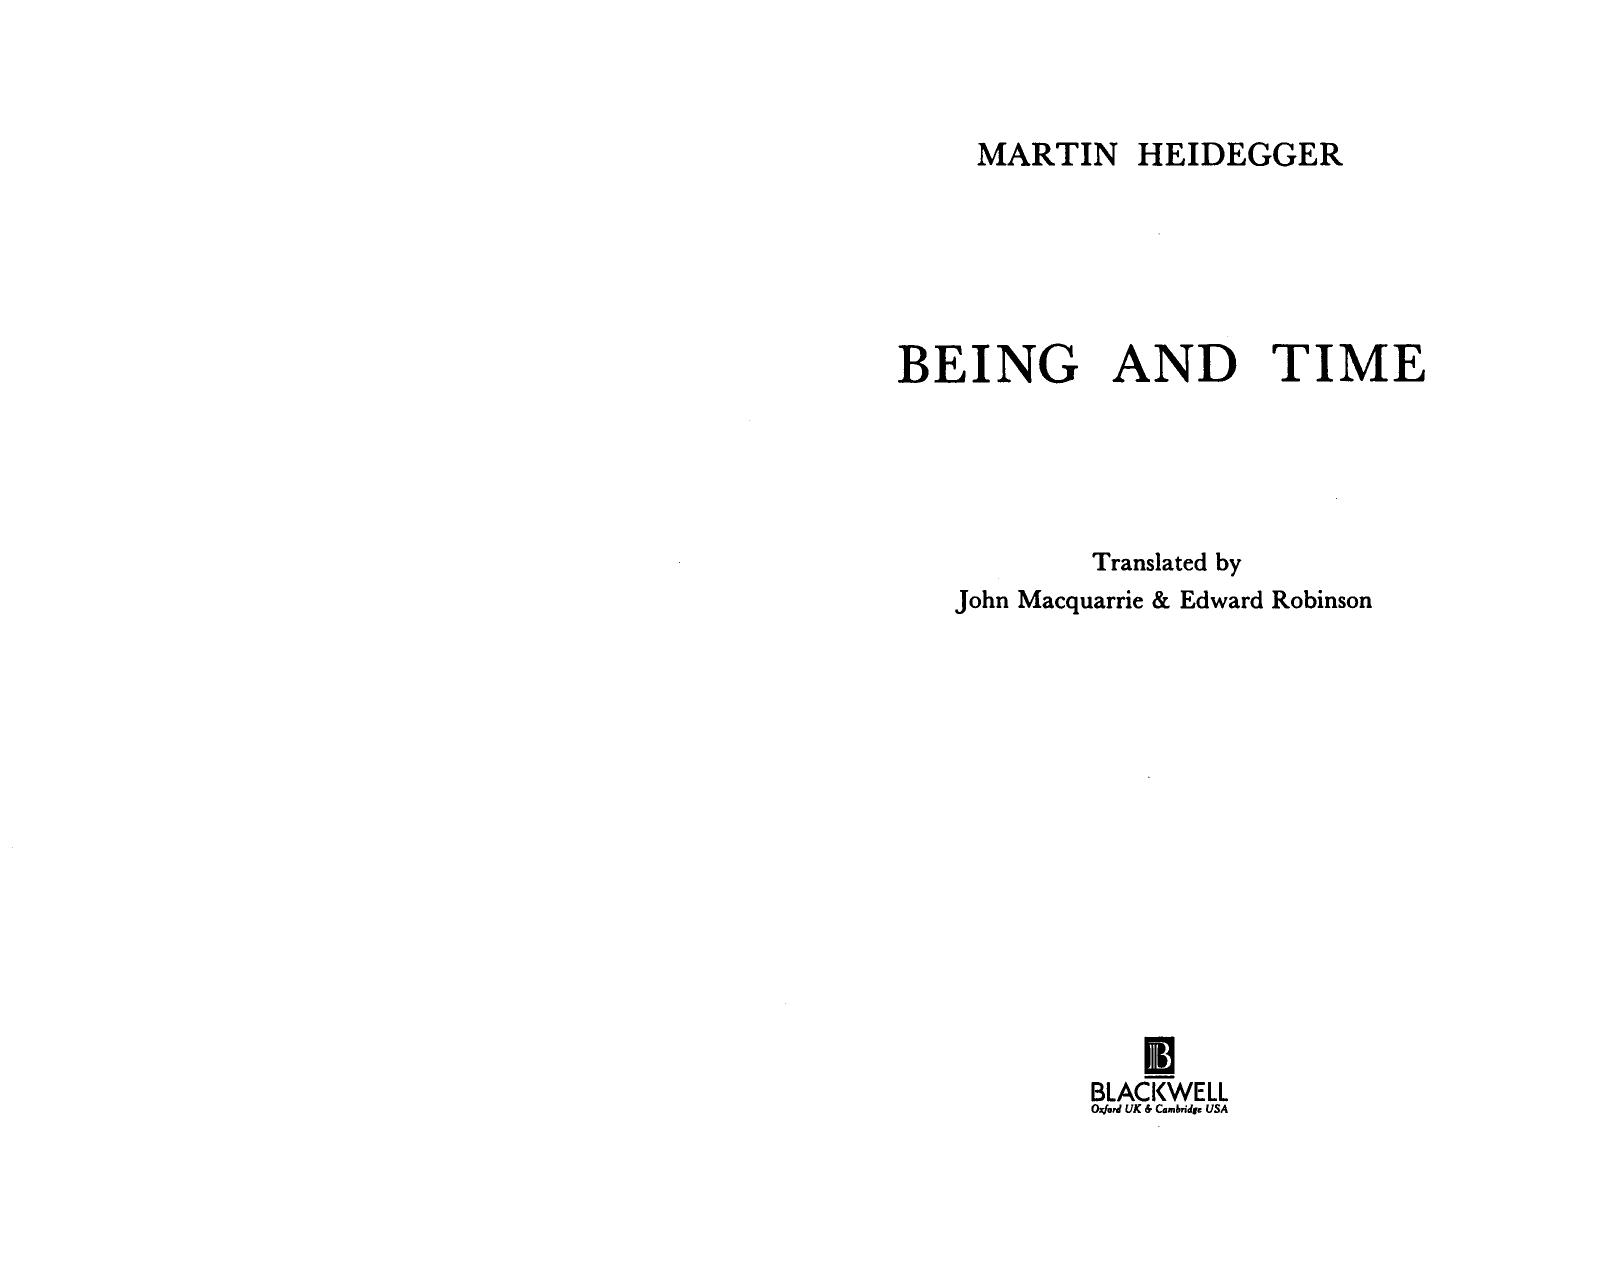 MARTIN HEIDEGGER
BEING AND TIME
Translated by
John Macquarrie & Edward Robinson
B
BLACKWELL
Oxford UK & Cambridge USA